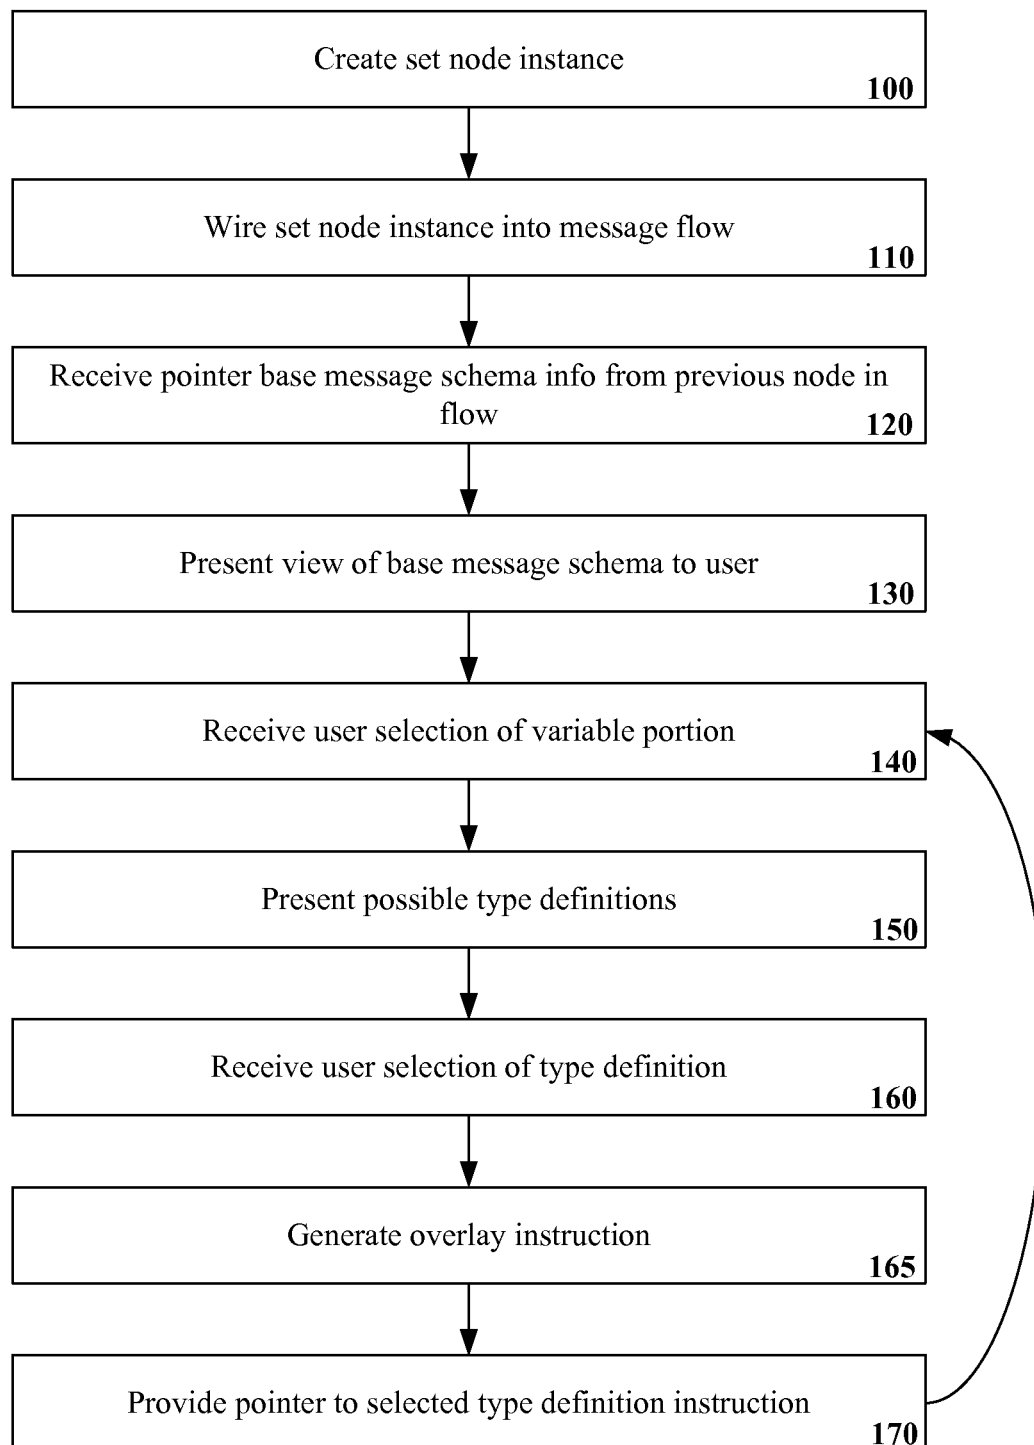 Create set node instance
100
Wire set node instance into message flow
110
Receive pointer base message schema info from previous node in
flow
120
Present view of base message schema to user
130
Receive user selection of variable portion
140
Present possible type definitions
150
Receive user selection of type definition
160
Generate overlay instruction
165
Provide pointer to selected type definition instruction
170